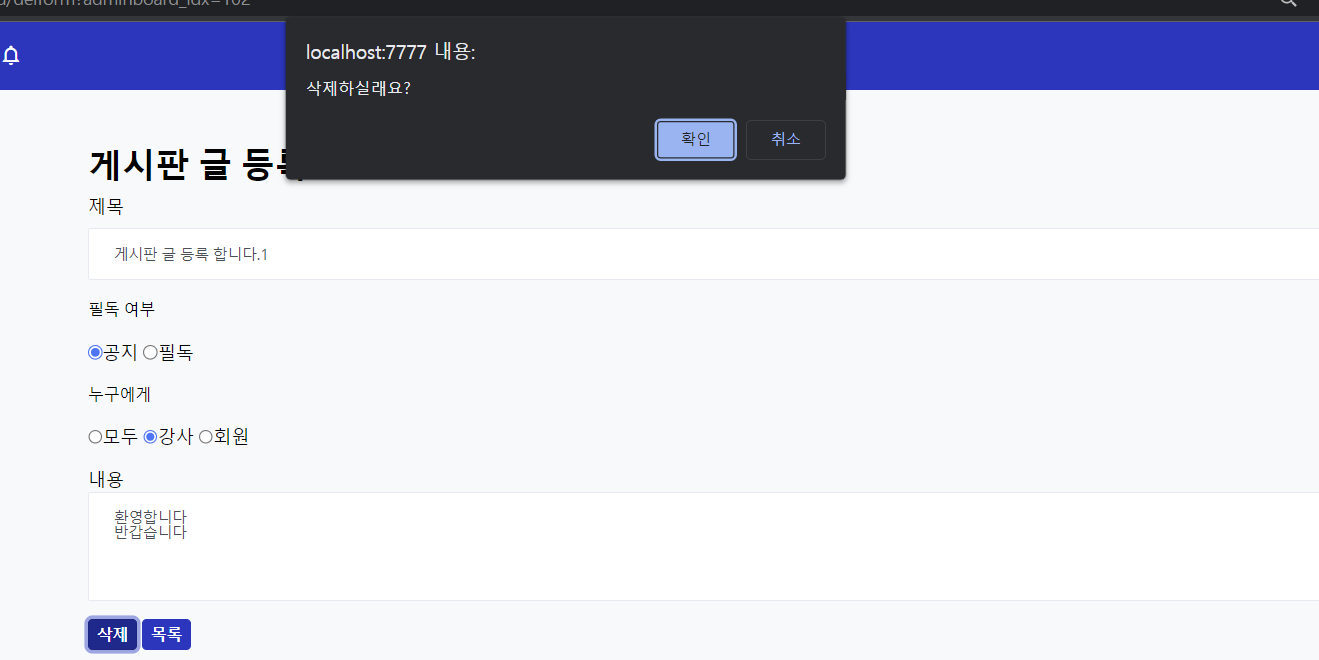 d/delform?adminboard_idx=102
localhost:7777 내용:
삭제하실래요?
확인 취소
게시판 글 등록
제목
게시판 글 등록 합니다.1
필독 여부
공지 필독
누구에게
모두 강사 회원
내용
환영합니다
반갑습니다
삭제 목록